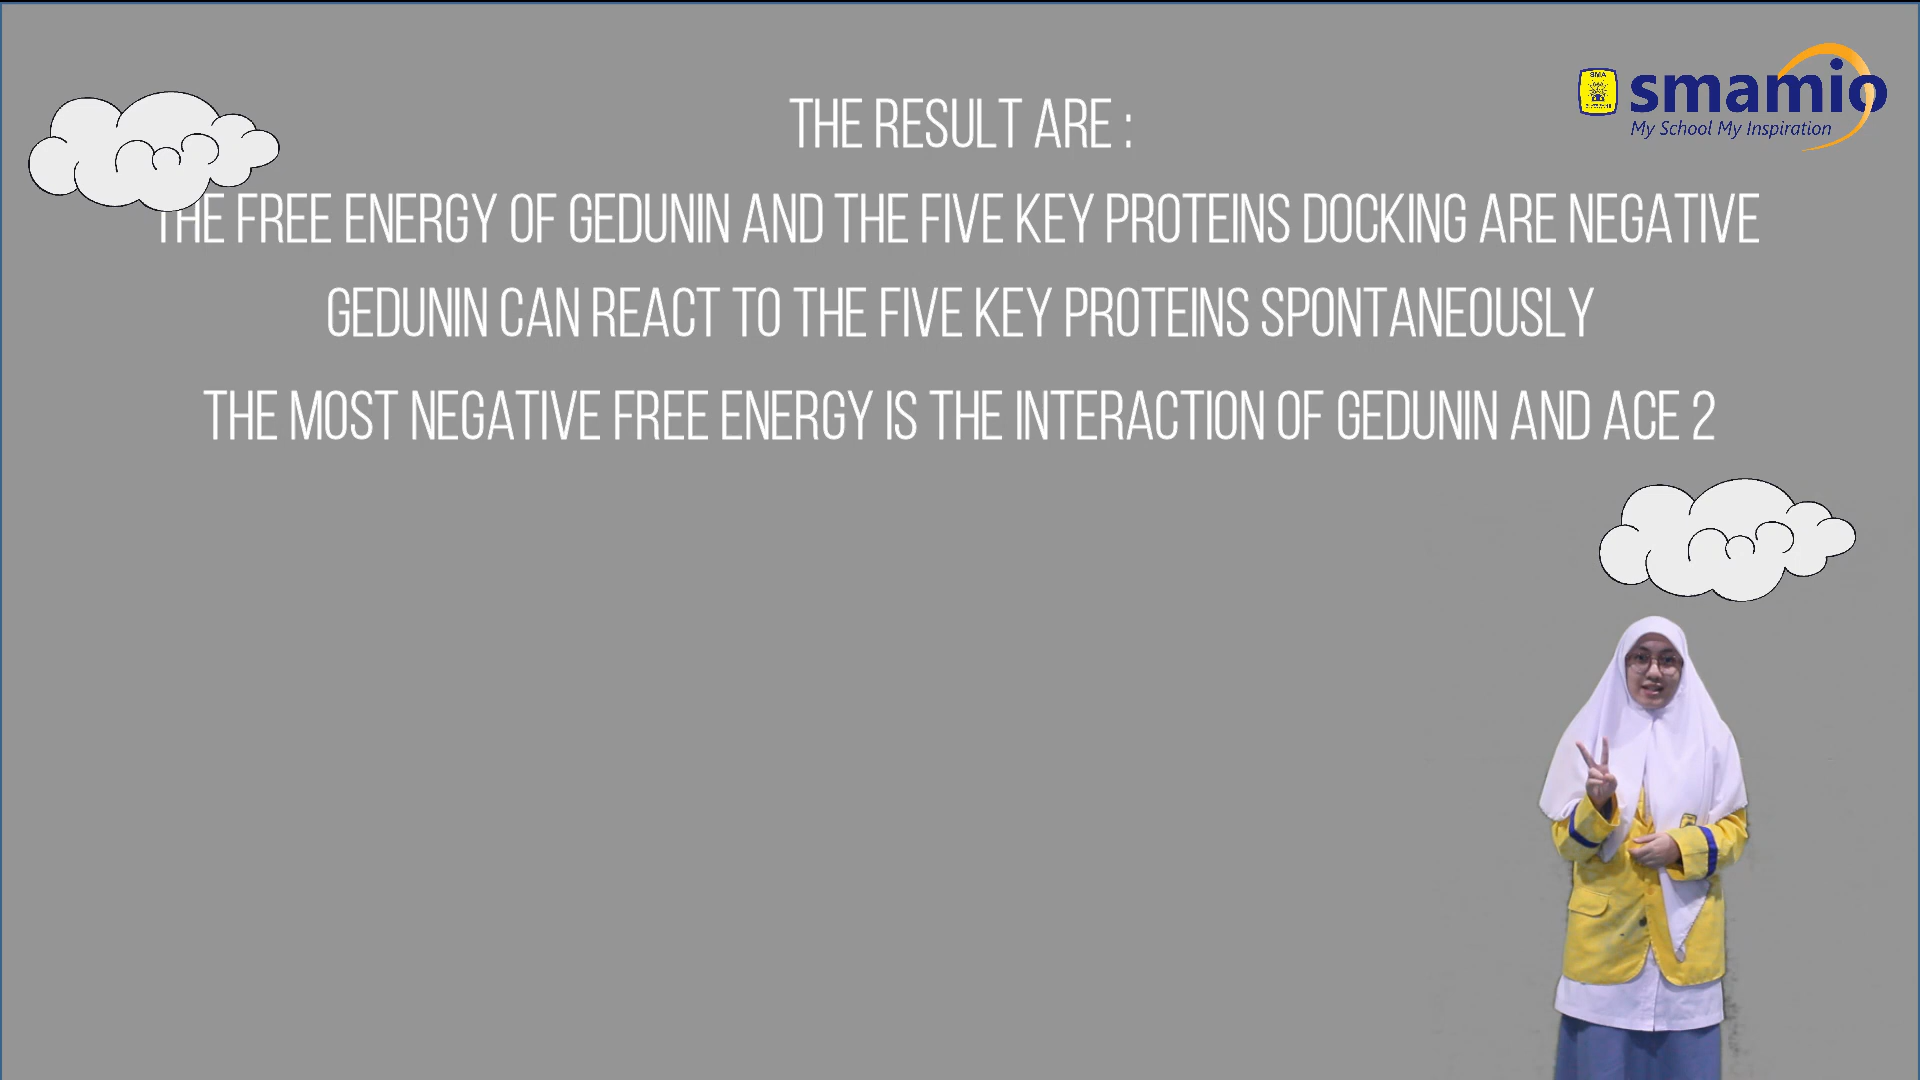 SMA
smamio
My School My Inspiration
THE RESULT ARE :
THE FREE ENERGY OF GEDUNIN AND THE FIVE KEY PROTEINS DOCKING ARE NEGATIVE
GEDUNIN CAN REACT TO THE FIVE KEY PROTEINS SPONTANEOUSLY
THE MOST NEGATIVE FREE ENERGY IS THE INTERACTION OF GEDUNIN AND ACE 2